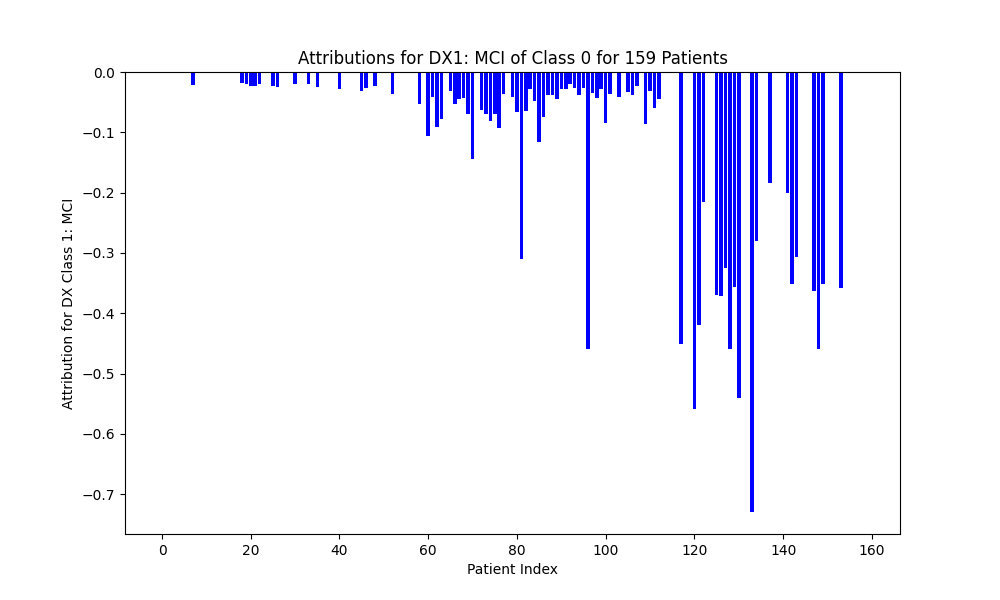 Attributions for DX1: MCI of Class 0 for 159 Patients
Attribution for DX Class 1: MCI
0.0
−0.1
−0.2
−0.3
−0.4
−0.5
−0.6
−0.7
0 20 40 60 80 100 120 140 160
Patient Index